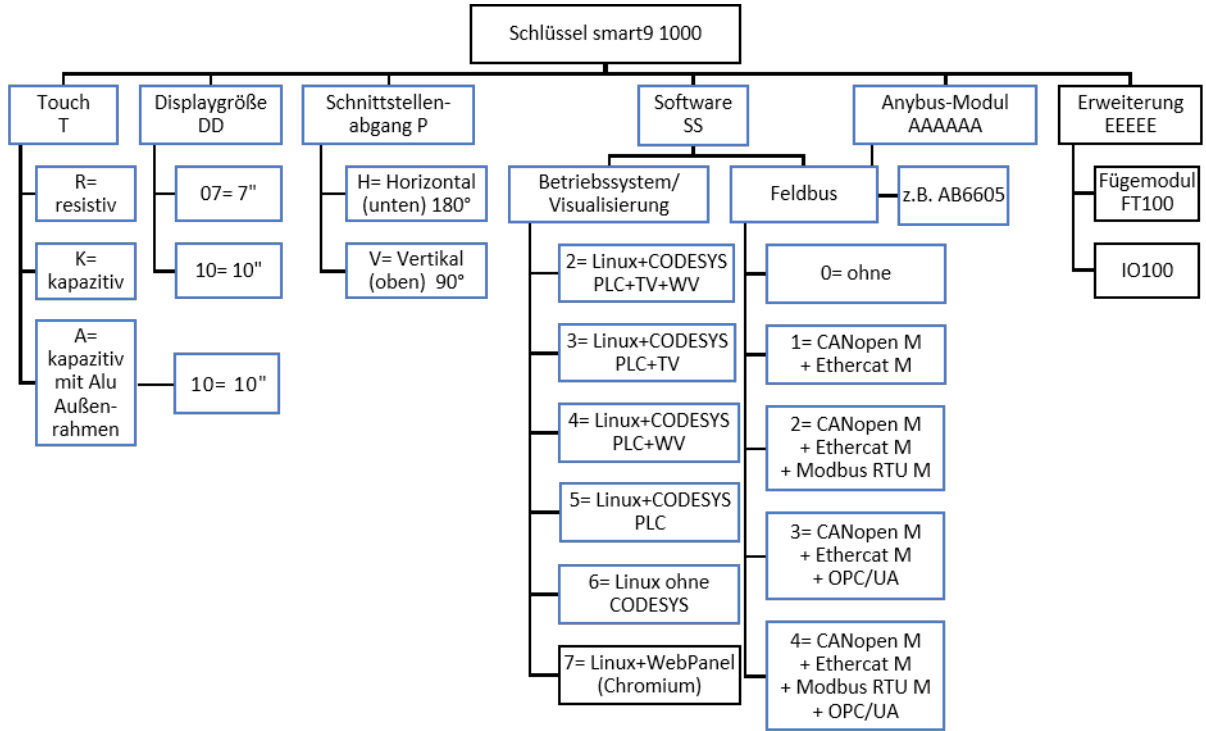 Schlüssel smart9 1000
Touch
T
Displaygröße
DD
Schnittstellen-
abgang P
Software
SS
Anybus-Modul
AAAAAA
Erweiterung
EEEEE
R=
resistiv
K=
kapazitiv
A=
kapazitiv
mit Alu
Außen-
rahmen
07= 7"
10= 10"
10= 10"
H= Horizontal
(unten) 180°
V= Vertikal
(oben) 90°
Betriebssystem/
Visualisierung
2= Linux+CODESYS
PLC+TV+WV
3= Linux+CODESYS
PLC+TV
4= Linux+CODESYS
PLC+WV
5= Linux+CODESYS
PLC
6= Linux ohne
CODESYS
7= Linux+WebPanel
(Chromium)
Feldbus
0= ohne
1= CANopen M
+ Ethercat M
2= CANopen M
+ Ethercat M
+ Modbus RTU M
3= CANopen M
+ Ethercat M
+ OPC/UA
4= CANopen M
+ Ethercat M
+ Modbus RTU M
+ OPC/UA
z.B. AB6605
Fügemodul
FT100
IO100